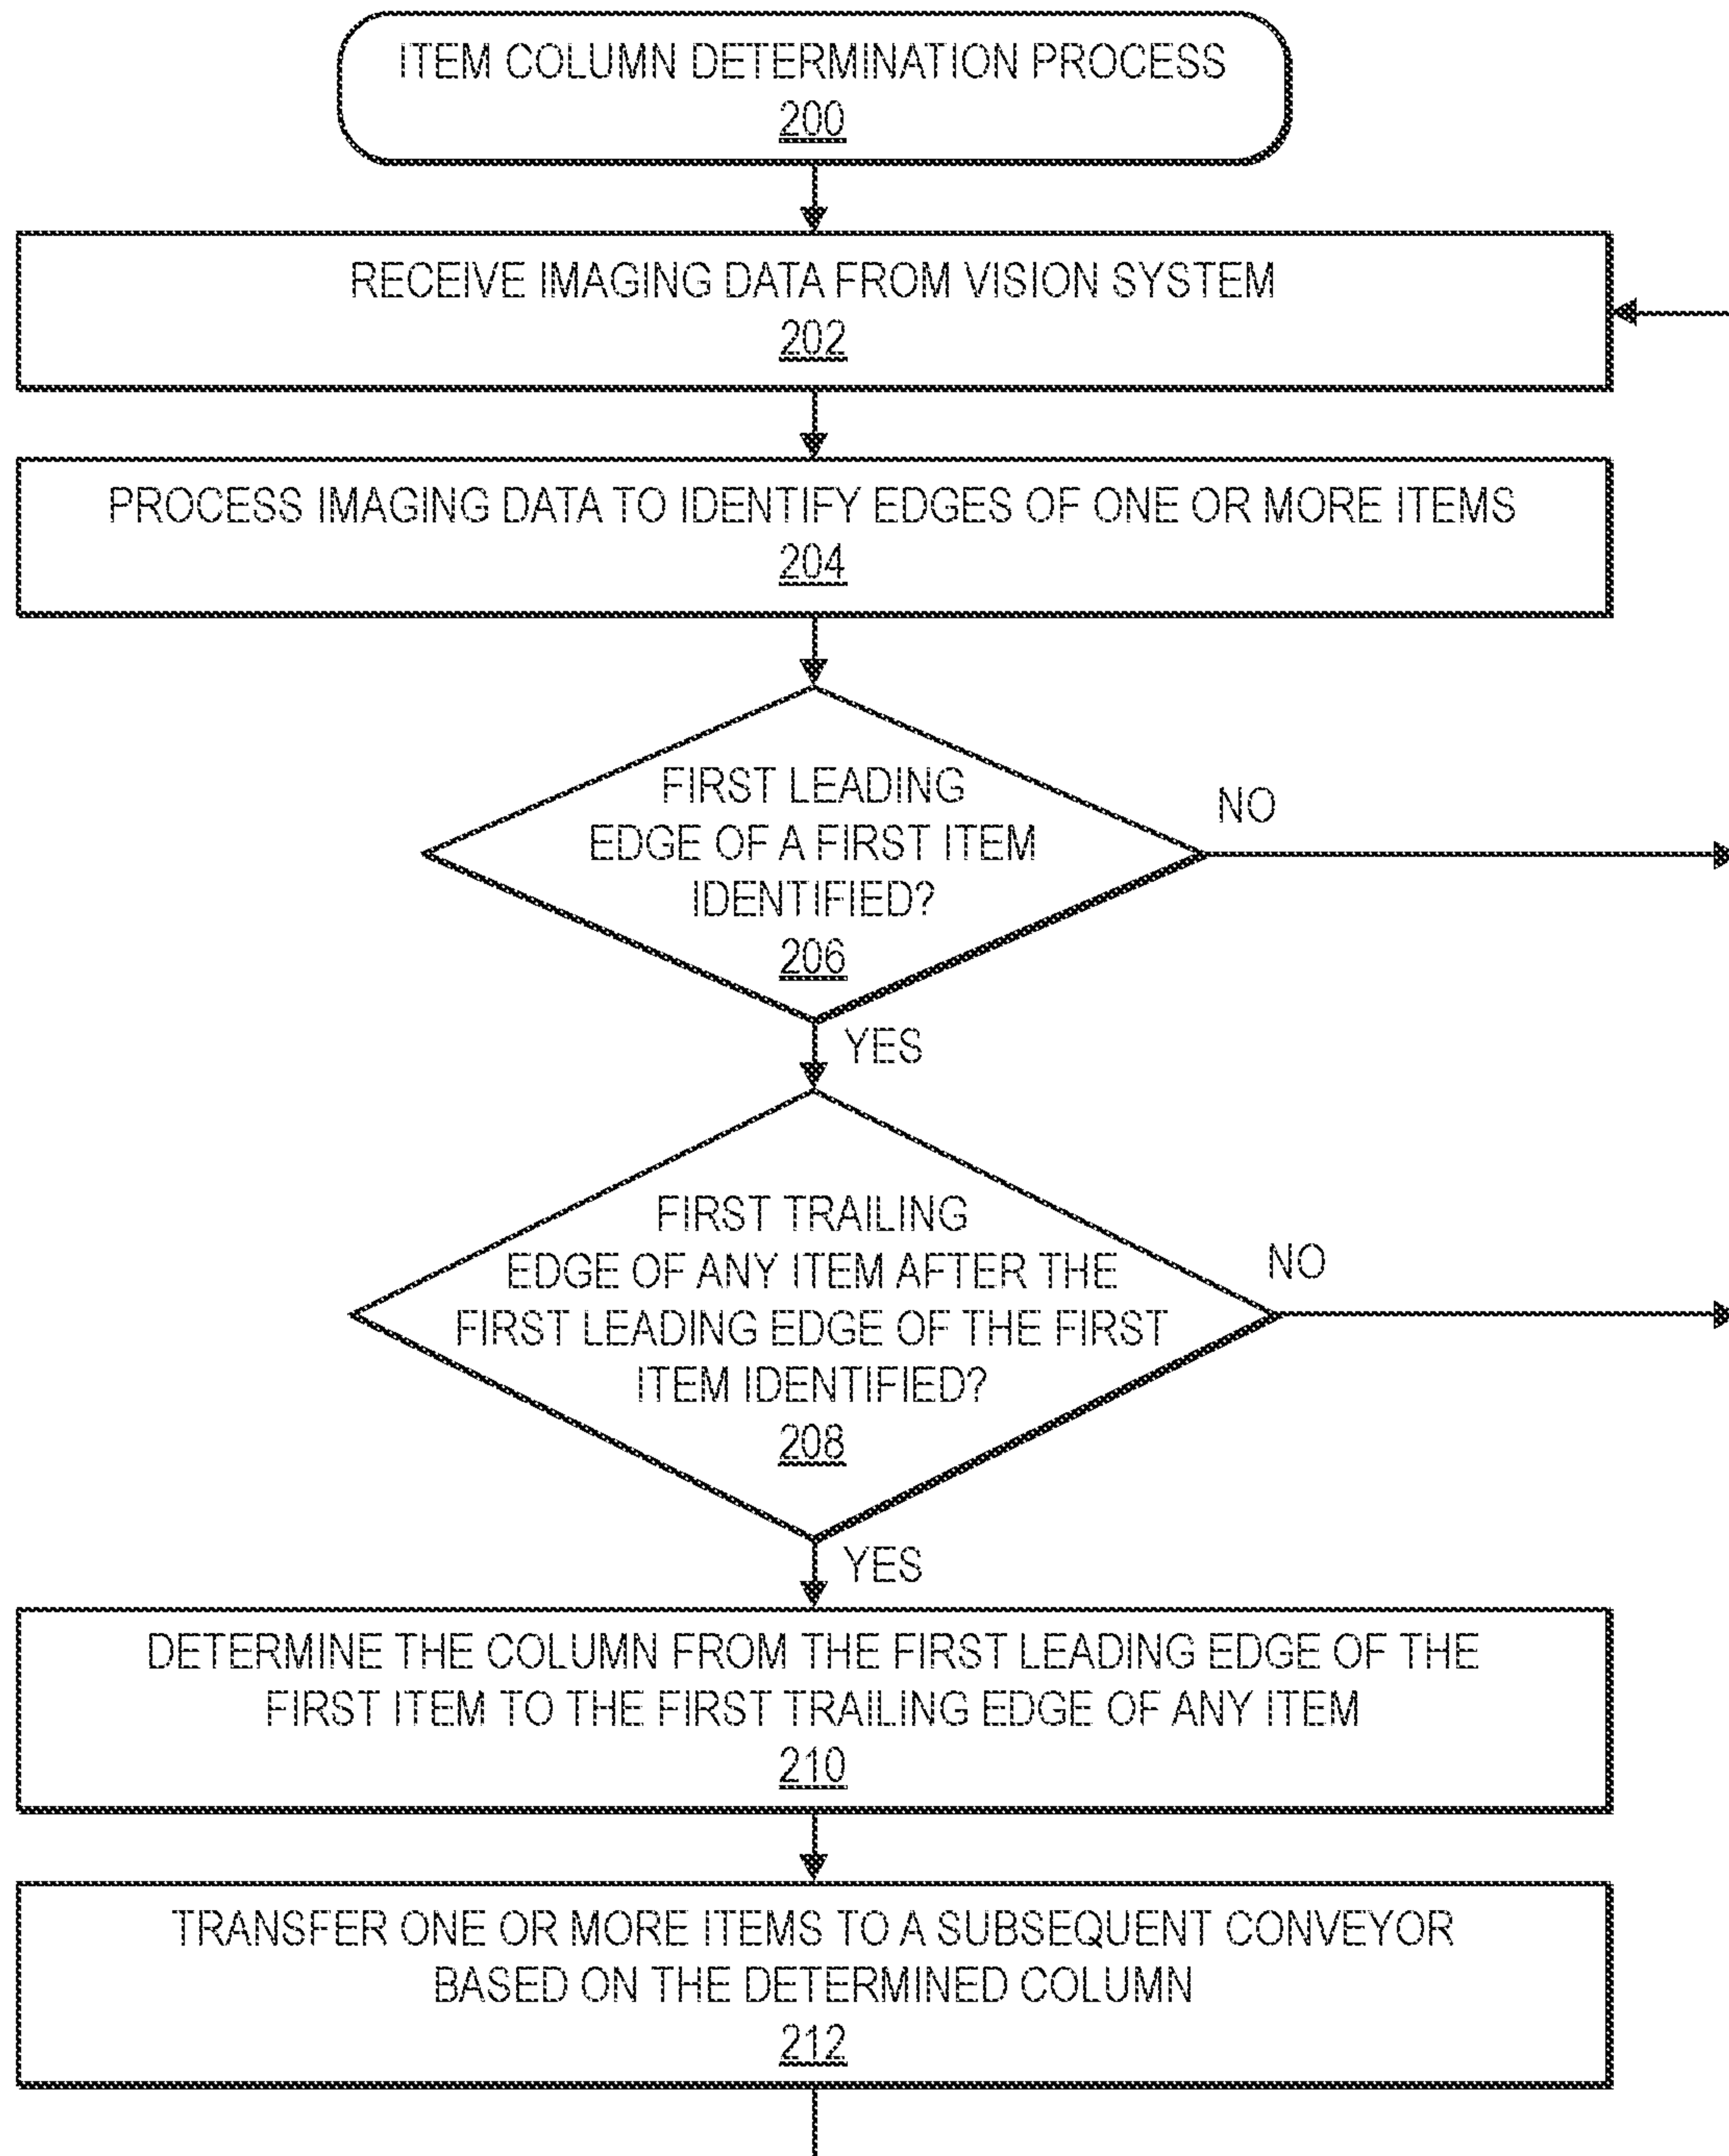 ITEM COLUMN DETERMINATION PROCESS
200
RECEIVE IMAGING DATA FROM VISION SYSTEM
202
PROCESS IMAGING DATA TO IDENTIFY EDGES OF ONE OR MORE ITEMS
204
FIRST LEADING
EDGE OF A FIRST ITEM
IDENTIFIED?
206
NO
YES
FIRST TRAILING
EDGE OF ANY ITEM AFTER THE
FIRST LEADING EDGE OF THE FIRST
ITEM IDENTIFIED?
208
NO
YES
DETERMINE THE COLUMN FROM THE FIRST LEADING EDGE OF THE
FIRST ITEM TO THE FIRST TRAILING EDGE OF ANY ITEM
210
TRANSFER ONE OR MORE ITEMS TO A SUBSEQUENT CONVEYOR
BASED ON THE DETERMINED COLUMN
212